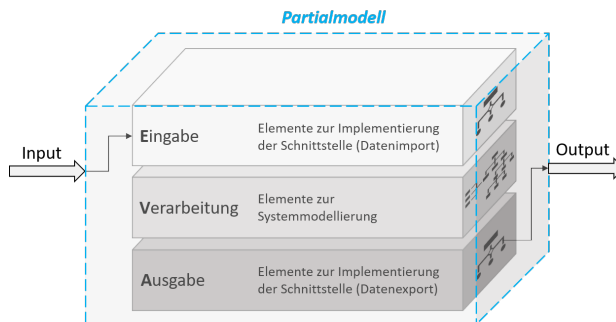 Partialmodell
Eingabe
Elemente zur Implementierung
der Schnittstelle (Datenimport)
Input
Output
Verarbeitung
Elemente zur
Systemmodellierung
Ausgabe
Elemente zur Implementierung
der Schnittstelle (Datenexport)